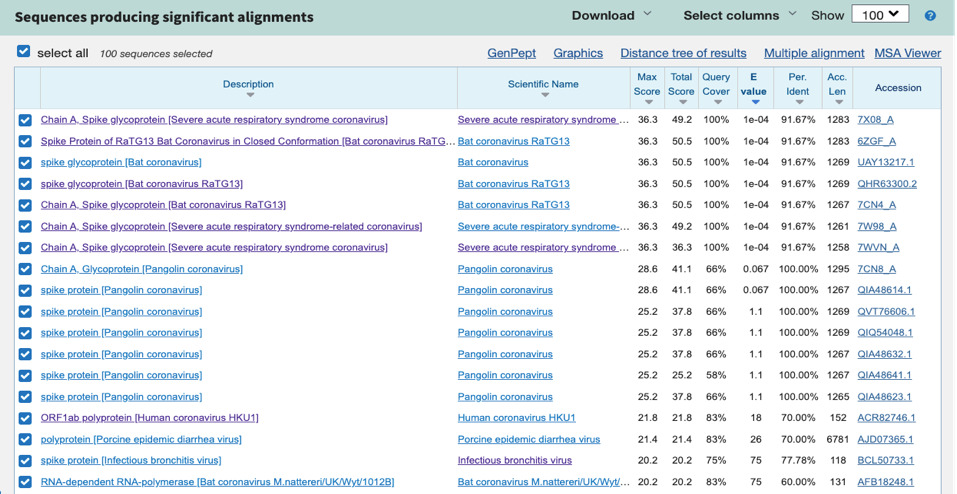 Sequences producing significant alignments Download Select columns Show 100 ?
select all 100 sequences selected GenPept Graphics Distance tree of results Multiple alignment MSA Viewer
Description Scientific Name Max Score Total Score Query Cover E value Per. Ident Acc. Len Accession
Chain A, Spike glycoprotein [Severe acute respiratory syndrome coronavirus] Severe acute respiratory syndrome ... 36.3 49.2 100% 1e-04 91.67% 1283 7X08_A
Spike Protein of RaTG13 Bat Coronavirus in Closed Conformation [Bat coronavirus RaTG... Bat coronavirus RaTG13 36.3 50.5 100% 1e-04 91.67% 1283 6ZGF_A
spike glycoprotein [Bat coronavirus] Bat coronavirus 36.3 50.5 100% 1e-04 91.67% 1269 UAY13217.1
spike glycoprotein [Bat coronavirus RaTG13] Bat coronavirus RaTG13 36.3 50.5 100% 1e-04 91.67% 1269 QHR63300.2
Chain A, Spike glycoprotein [Bat coronavirus RaTG13] Bat coronavirus RaTG13 36.3 50.5 100% 1e-04 91.67% 1267 7CN4_A
Chain A, Spike glycoprotein [Severe acute respiratory syndrome-related coronavirus] Severe acute respiratory syndrome-... 36.3 49.2 100% 1e-04 91.67% 1261 7W98_A
Chain A, Spike glycoprotein [Severe acute respiratory syndrome coronavirus] Severe acute respiratory syndrome ... 36.3 36.3 100% 1e-04 91.67% 1258 7WVN_A
Chain A, Glycoprotein [Pangolin coronavirus] Pangolin coronavirus 28.6 41.1 66% 0.067 100.00% 1295 7CN8_A
spike protein [Pangolin coronavirus] Pangolin coronavirus 28.6 41.1 66% 0.067 100.00% 1267 QIA48614.1
spike protein [Pangolin coronavirus] Pangolin coronavirus 25.2 37.8 66% 1.1 100.00% 1269 QVT76606.1
spike protein [Pangolin coronavirus] Pangolin coronavirus 25.2 37.8 66% 1.1 100.00% 1269 QIQ54048.1
spike protein [Pangolin coronavirus] Pangolin coronavirus 25.2 37.8 66% 1.1 100.00% 1267 QIA48632.1
spike protein [Pangolin coronavirus] Pangolin coronavirus 25.2 25.2 58% 1.1 100.00% 1267 QIA48641.1
spike protein [Pangolin coronavirus] Pangolin coronavirus 25.2 37.8 66% 1.1 100.00% 1265 QIA48623.1
ORF1ab polyprotein [Human coronavirus HKU1] Human coronavirus HKU1 21.8 21.8 83% 18 70.00% 152 ACR82746.1
polyprotein [Porcine epidemic diarrhea virus] Porcine epidemic diarrhea virus 21.4 21.4 83% 26 70.00% 6781 AJD07365.1
spike protein [Infectious bronchitis virus] Infectious bronchitis virus 20.2 20.2 75% 75 77.78% 118 BCL50733.1
RNA-dependent RNA-polymerase [Bat coronavirus M.nattereri/UK/Wyt/1012B] Bat coronavirus M.nattereri/UK/Wyt/... 20.2 20.2 83% 75 60.00% 131 AFB18248.1